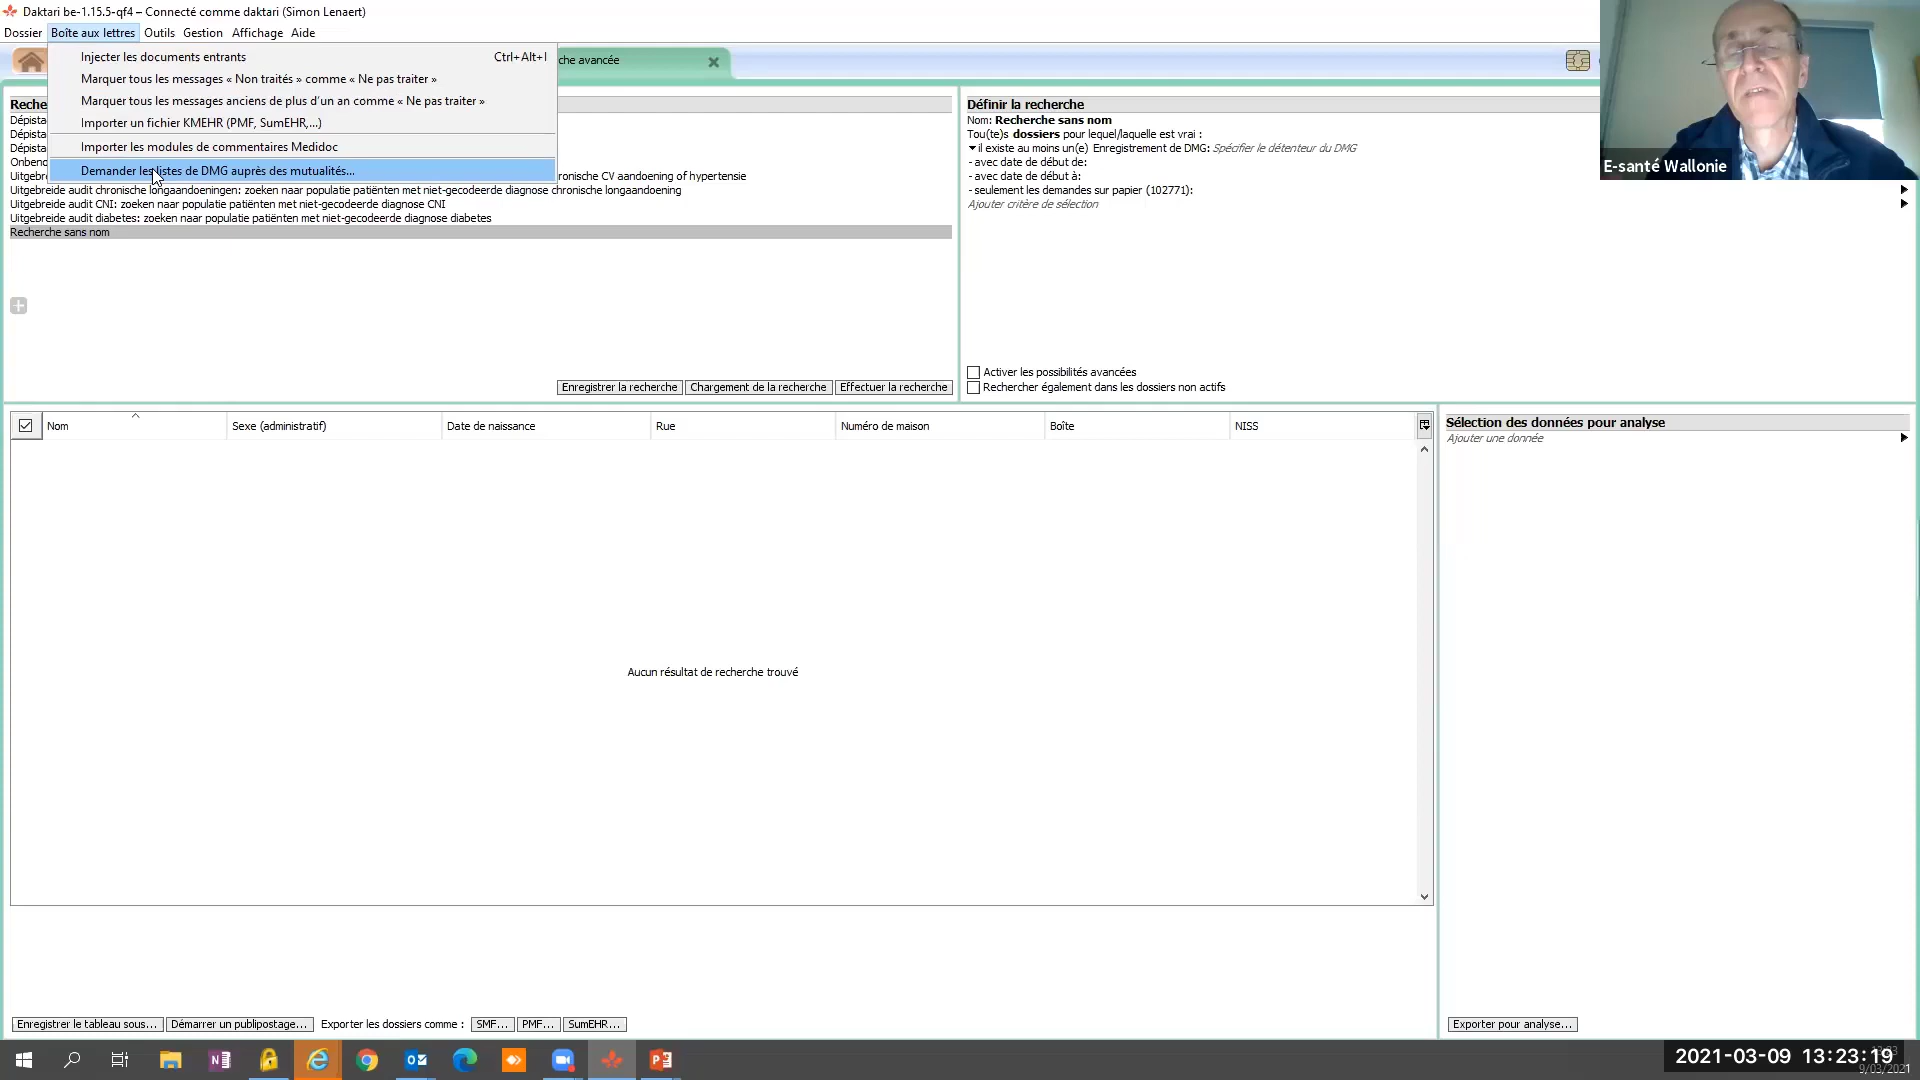 Daktari be-1.15.5-qf4 – Connecté comme daktari (Simon Lenaert)
Dossier Boîte aux lettres Outils Gestion Affichage Aide
Injecter les documents entrants Ctrl+Alt+I
Marquer tous les messages « Non traités » comme « Ne pas traiter »
Marquer tous les messages anciens de plus d'un an comme « Ne pas traiter »
Importer un fichier KMEHR (PMF, SumEHR,...)
Importer les modules de commentaires Medidoc
Demander les listes de DMG auprès des mutualités...
che avancée
Reche
Dépista
Dépista
Dépista
Onbend
Uitgebre
ronische CV aandoening of hypertensie
Uitgebreide audit chronische longaandoeningen: zoeken naar populatie patiënten met niet-gecodeerde diagnose chronische longaandoening
Uitgebreide audit CNI: zoeken naar populatie patiënten met niet-gecodeerde diagnose CNI
Uitgebreide audit diabetes: zoeken naar populatie patiënten met niet-gecodeerde diagnose diabetes
Recherche sans nom
Enregistrer la recherche Chargement de la recherche Effectuer la recherche
Définir la recherche
Nom: Recherche sans nom
Tou(te)s dossiers pour lequel/laquelle est vrai :
il existe au moins un(e) Enregistrement de DMG: Spécifier le détenteur du DMG
- avec date de début de:
- avec date de début à:
- seulement les demandes sur papier (102771):
Ajouter critère de sélection
Activer les possibilités avancées
Rechercher également dans les dossiers non actifs
E-santé Wallonie
Nom Sexe (administratif) Date de naissance Rue Numéro de maison Boîte NISS
Aucun résultat de recherche trouvé
Sélection des données pour analyse
Ajouter une donnée
Enregistrer le tableau sous... Démarrer un publipostage... Exporter les dossiers comme : SMF... PMF... SumEHR...
Exporter pour analyse...
2021-03-09 13:23:19
9/03/2021